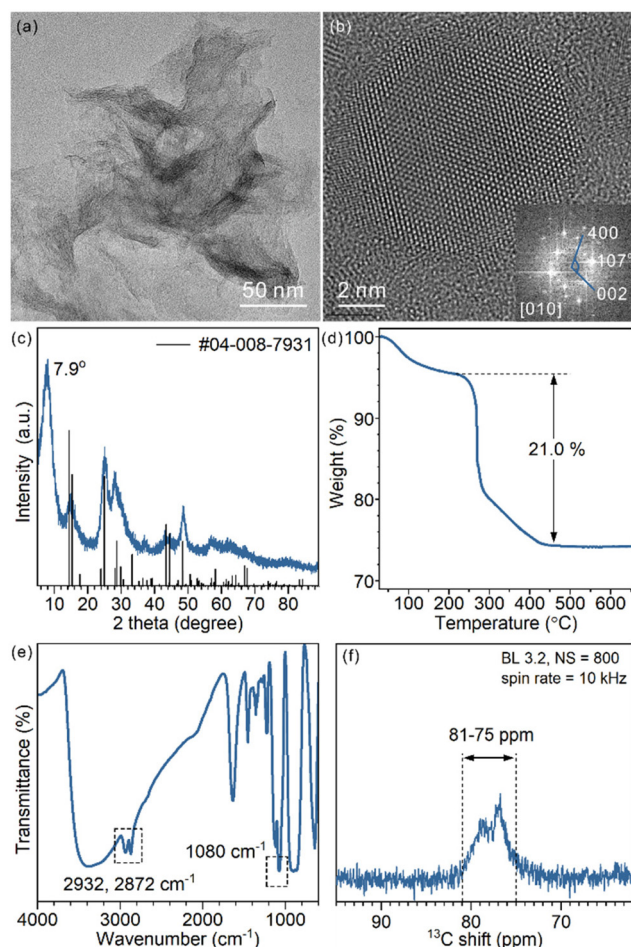 (a)
50 nm
(b)
2 nm
400
107°
002
[010]
(c)
7.9°
#04-008-7931
Intensity (a.u.)
10 20 30 40 50 60 70 80
2 theta (degree)
(d)
100
90
80
70
Weight (%)
21.0 %
100 200 300 400 500 600
Temperature (°C)
(e)
Transmittance (%)
2932, 2872 cm⁻¹
1080 cm⁻¹
4000 3000 2000 1000
Wavenumber (cm⁻¹)
(f)
BL 3.2, NS = 800
spin rate = 10 kHz
81-75 ppm
90 80 70
¹³C shift (ppm)